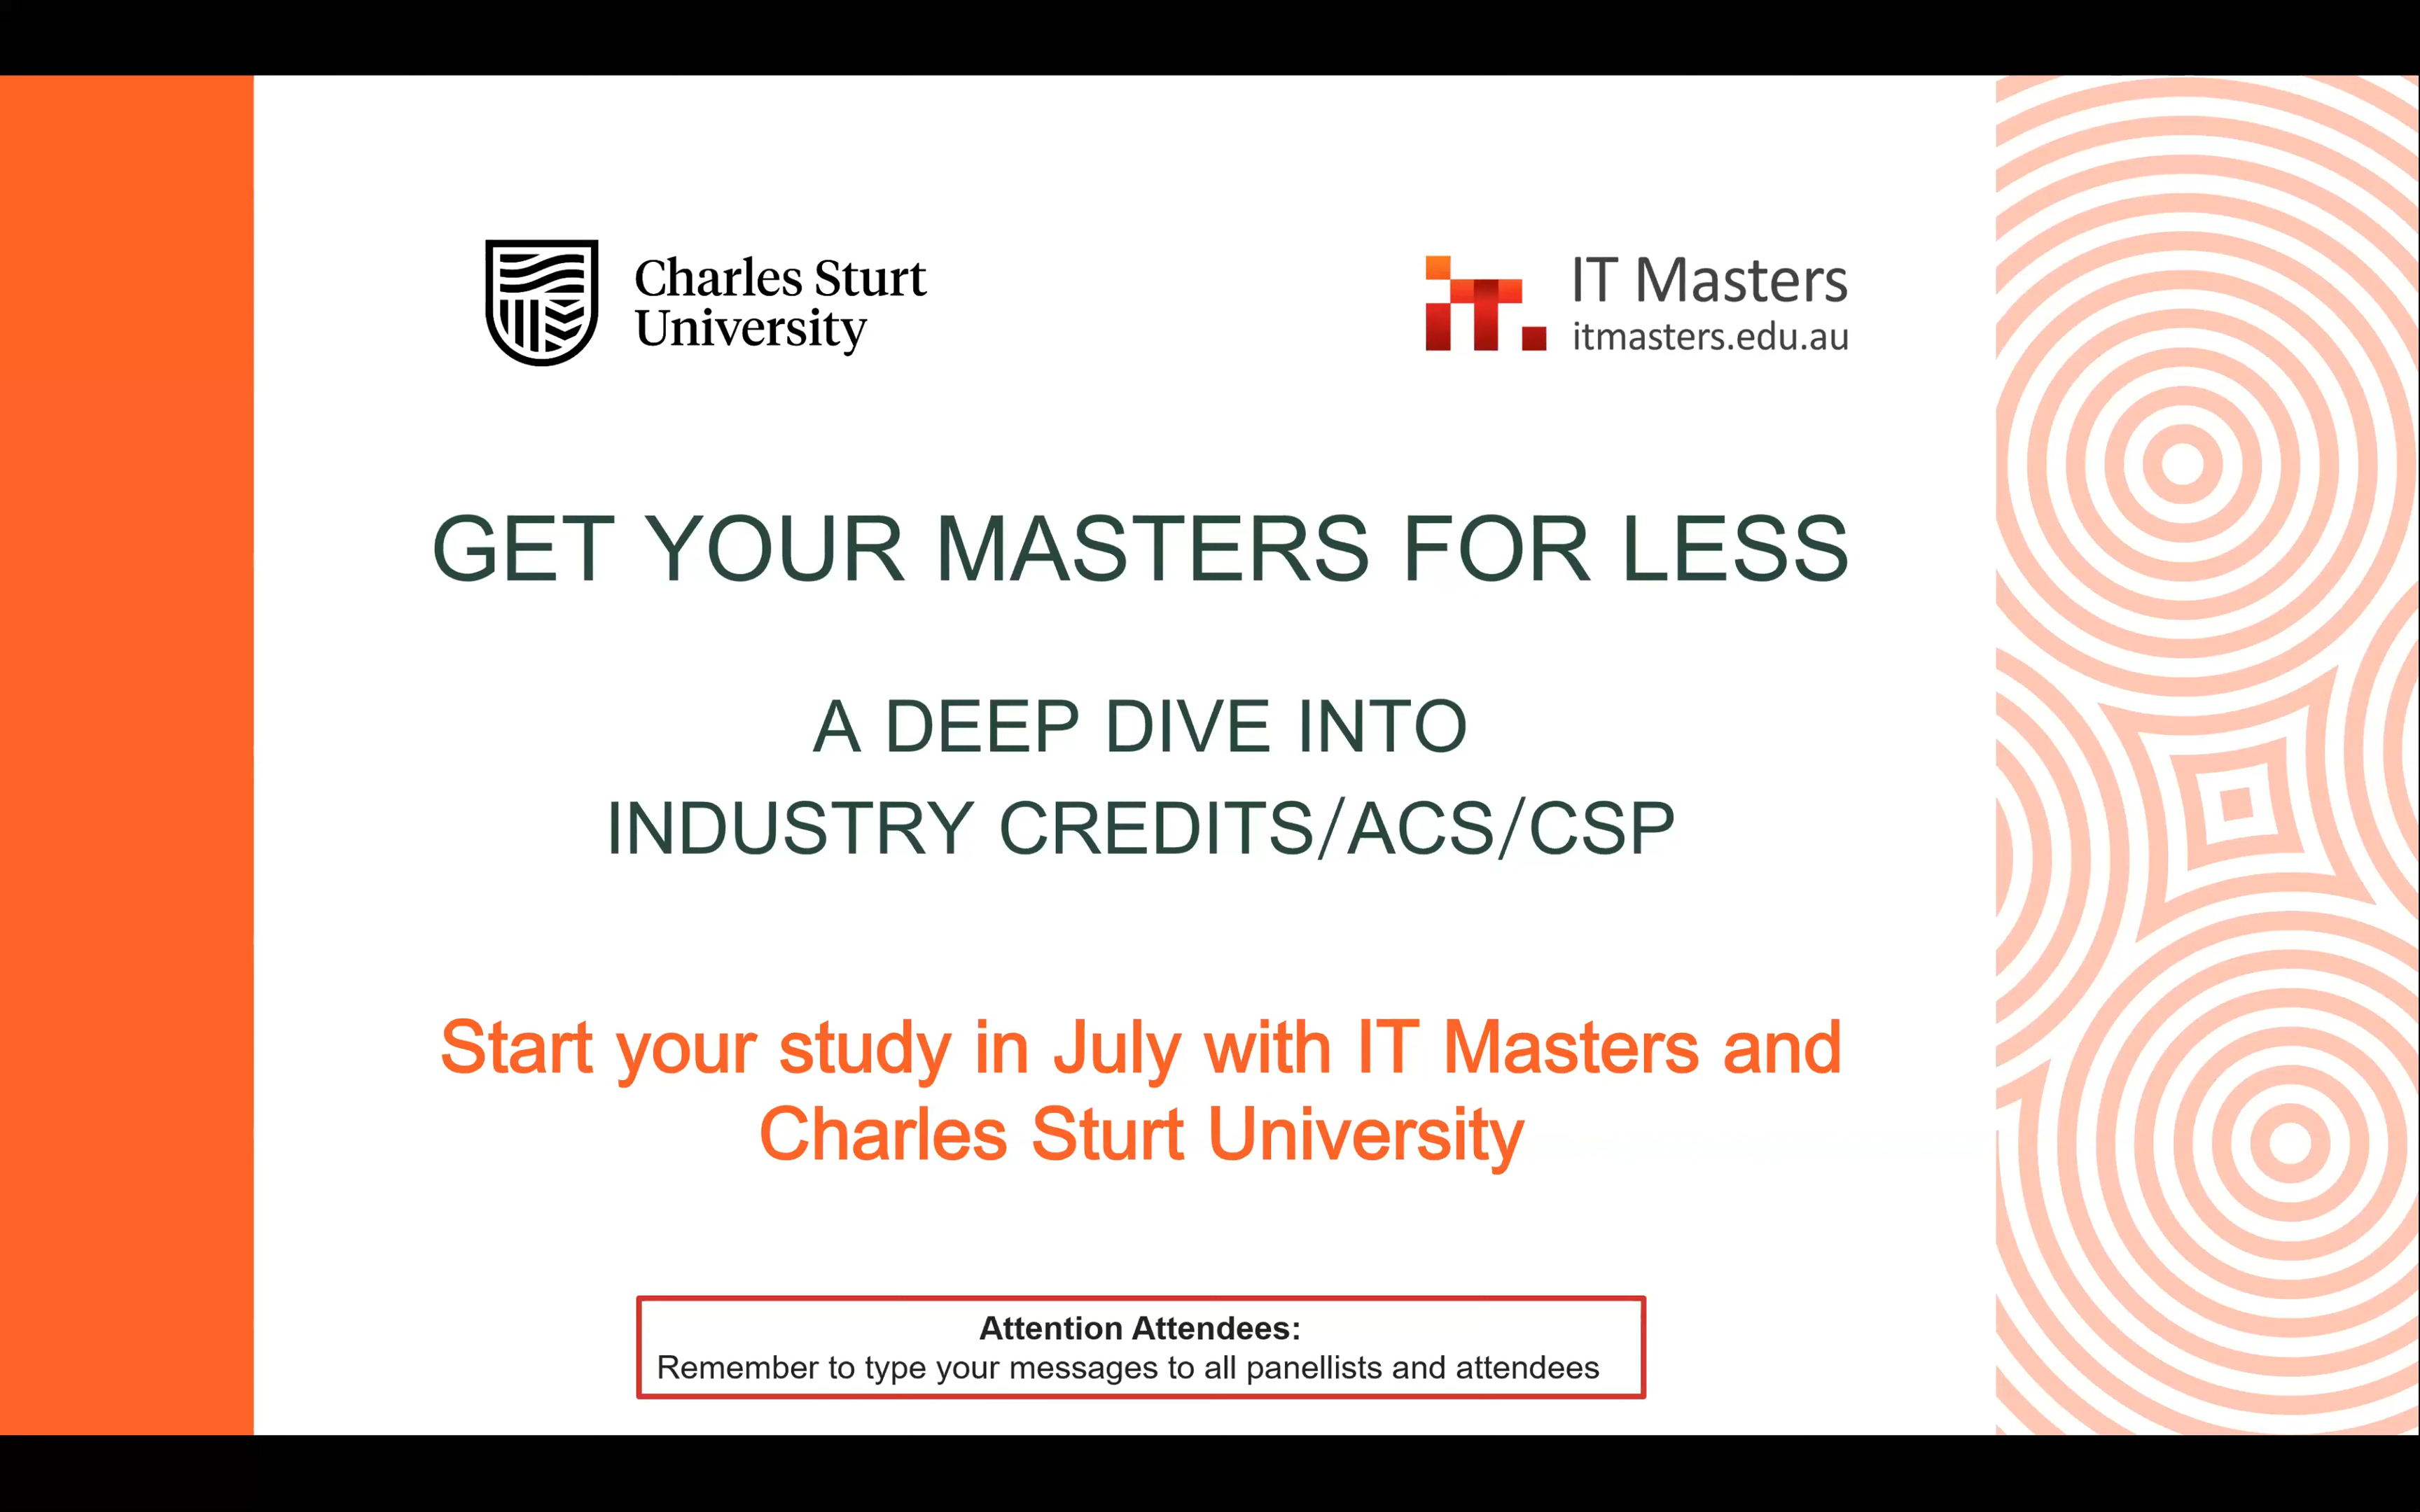 Charles Sturt
University
iT.
IT Masters
itmasters.edu.au
GET YOUR MASTERS FOR LESS
A DEEP DIVE INTO
INDUSTRY CREDITS/ACS/CSP
Start your study in July with IT Masters and
Charles Sturt University
Attention Attendees:
Remember to type your messages to all panellists and attendees